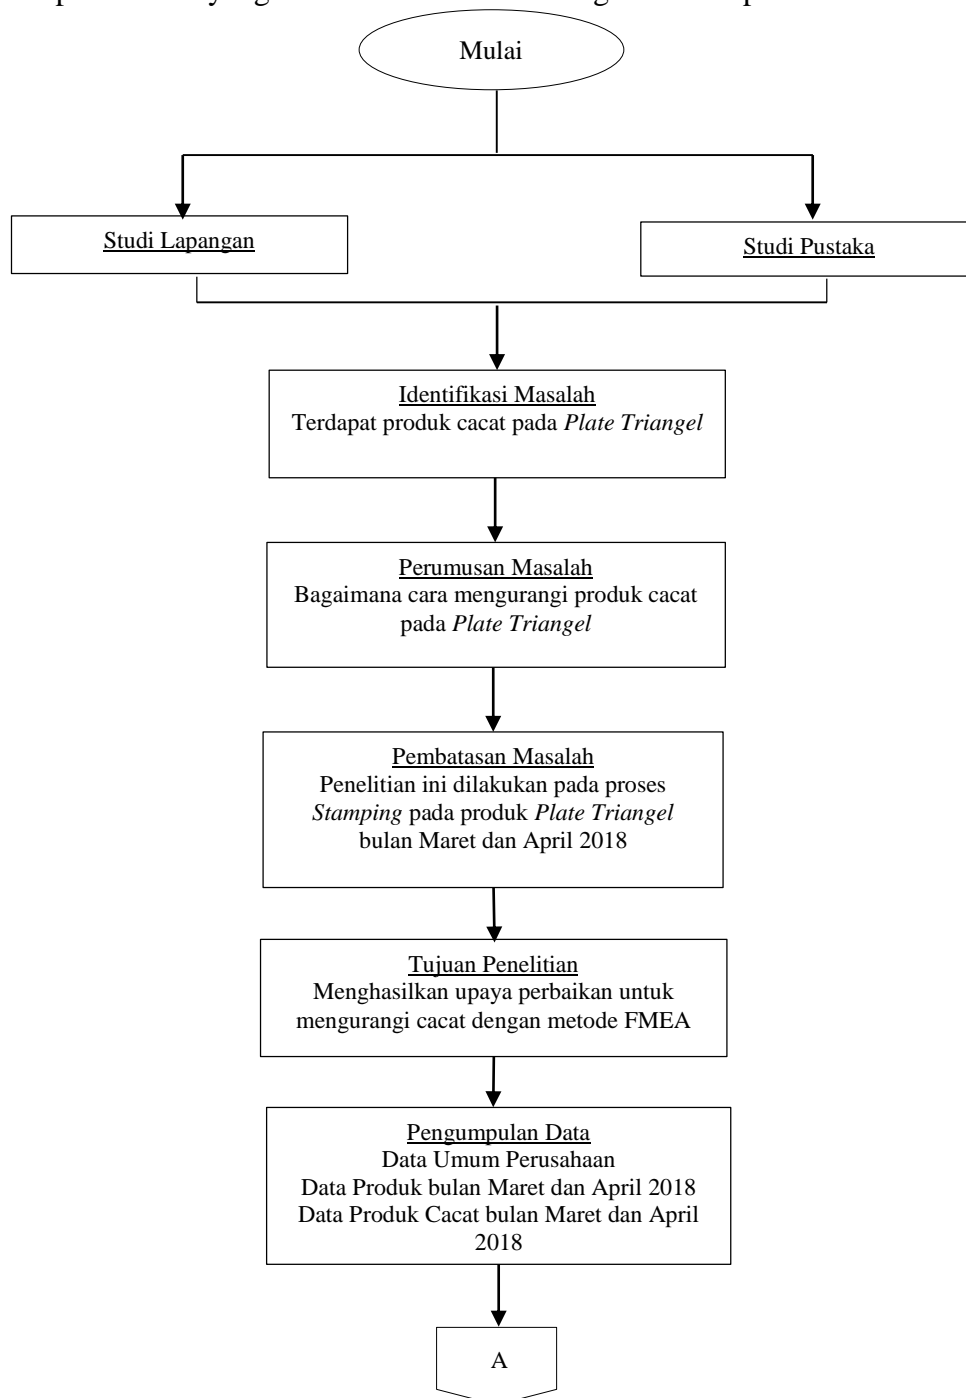 Mulai
Studi Lapangan
Studi Pustaka
Identifikasi Masalah
Terdapat produk cacat pada Plate Triangel
Perumusan Masalah
Bagaimana cara mengurangi produk cacat
pada Plate Triangel
Pembatasan Masalah
Penelitian ini dilakukan pada proses
Stamping pada produk Plate Triangel
bulan Maret dan April 2018
Tujuan Penelitian
Menghasilkan upaya perbaikan untuk
mengurangi cacat dengan metode FMEA
Pengumpulan Data
Data Umum Perusahaan
Data Produk bulan Maret dan April 2018
Data Produk Cacat bulan Maret dan April
2018
A